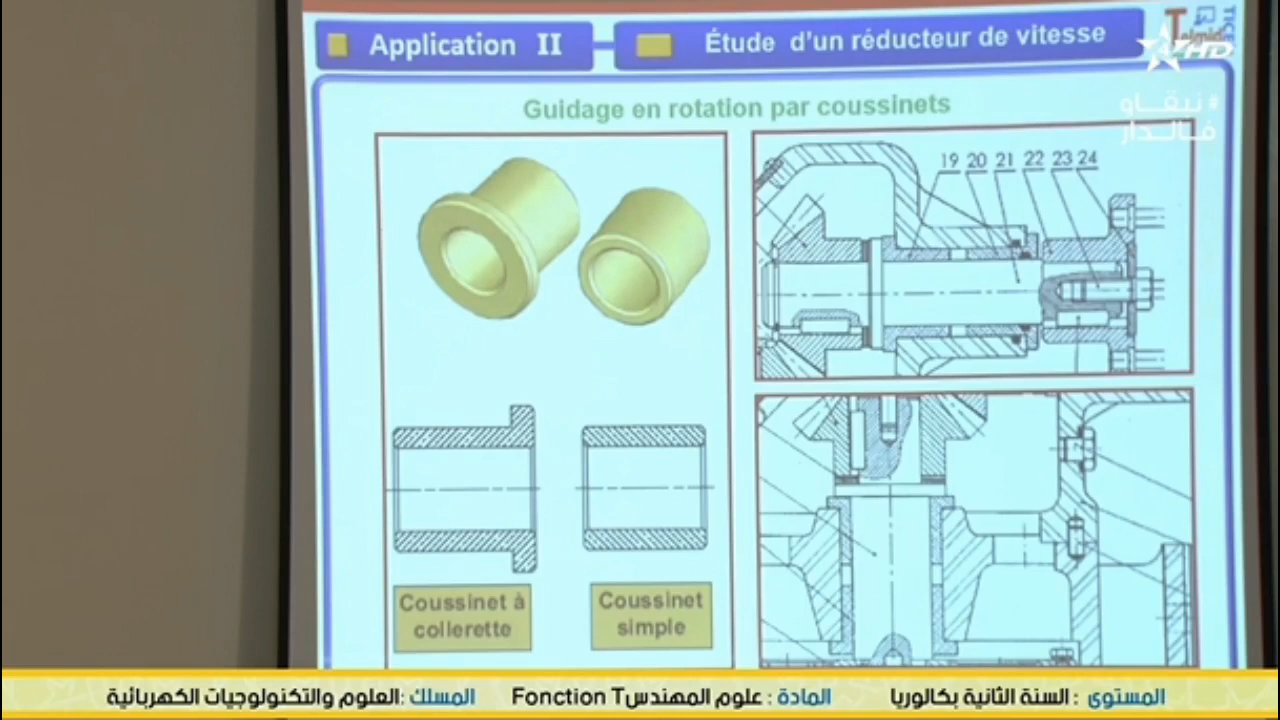 Application II
Étude d'un réducteur de vitesse
Guidage en rotation par coussinets
19 20 21 22 23 24
Coussinet à
collerette
Coussinet
simple
HD
#نبقاو
فالدار
المستوى : السنة الثانية بكالوريا
المادة : علوم المهندس Fonction T
المسلك :العلوم والتكنولوجيات الكهربائية